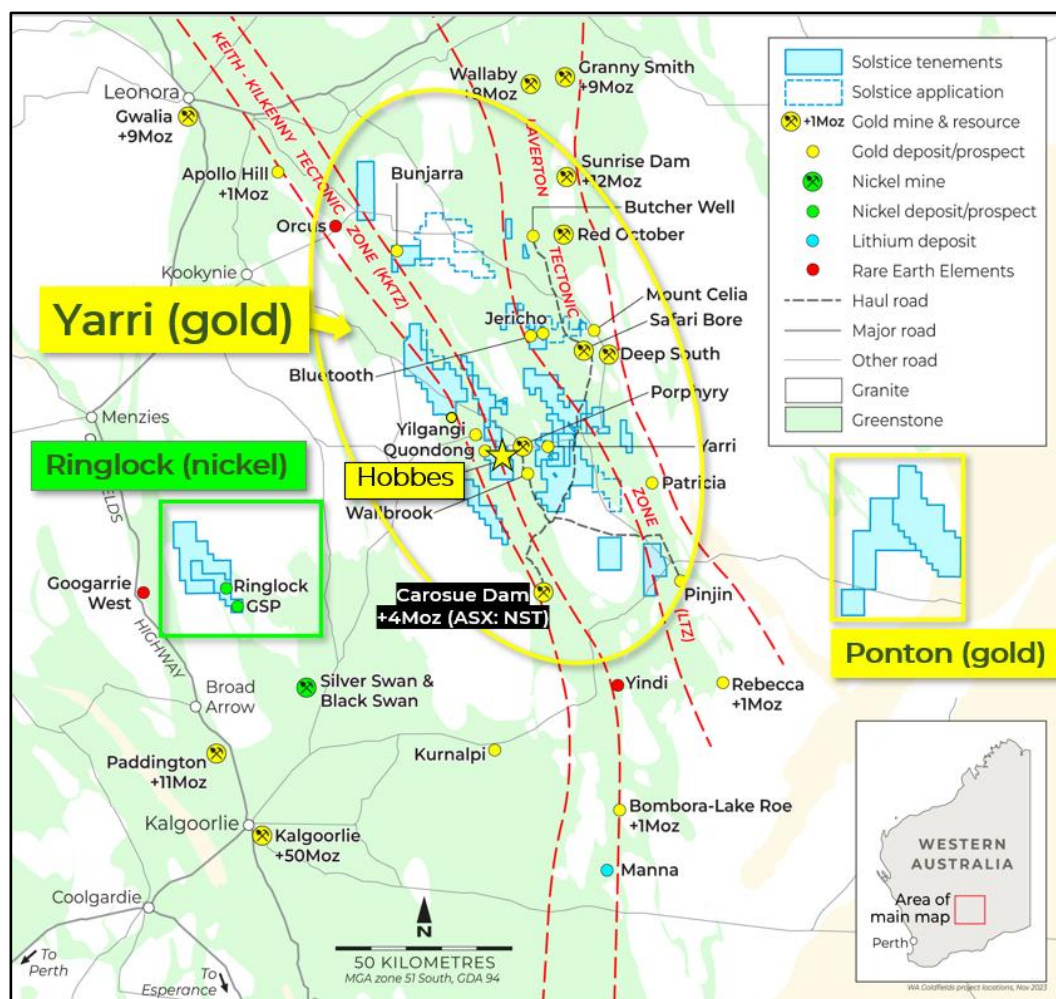 KEITH - KILKENNY TECTONIC ZONE (KKTZ)
Leonora
Gwalia
+9Moz
Wallaby
+8Moz
Granny Smith
+9Moz
LAVERTON
TECTONIC
ZONE
(LTZ)
Apollo Hill
+1Moz
Bunjarra
Sunrise Dam
+12Moz
Butcher Well
Red October
Orcus
Kookynie
Yarri (gold)
Jericho
Mount Celia
Safari Bore
Deep South
Bluetooth
Porphyry
Menzies
Yilgangi
Quondong
Yarri
Ringlock (nickel)
Hobbes
Wallbrook
Patricia
Googarrie
West
Ringlock
GSP
Carosue Dam
+4Moz (ASX: NST)
Pinjin
Ponton (gold)
FIELDS
HIGHWAY
Broad
Arrow
Silver Swan &
Black Swan
Yindi
Rebecca
+1Moz
Paddington
+11Moz
Kurnalpi
Kalgoorlie
Kalgoorlie
+50Moz
Bombora-Lake Roe
+1Moz
Manna
Coolgardie
To
Perth
To
Esperance
N
50 KILOMETRES
MGA zone 51 South, GDA 94
Solstice tenements
Solstice application
+1Moz Gold mine & resource
Gold deposit/prospect
Nickel mine
Nickel deposit/prospect
Lithium deposit
Rare Earth Elements
Haul road
Major road
Other road
Granite
Greenstone
WESTERN
AUSTRALIA
Area of
main map
Perth
WA Goldfields project locations, Nov 2023